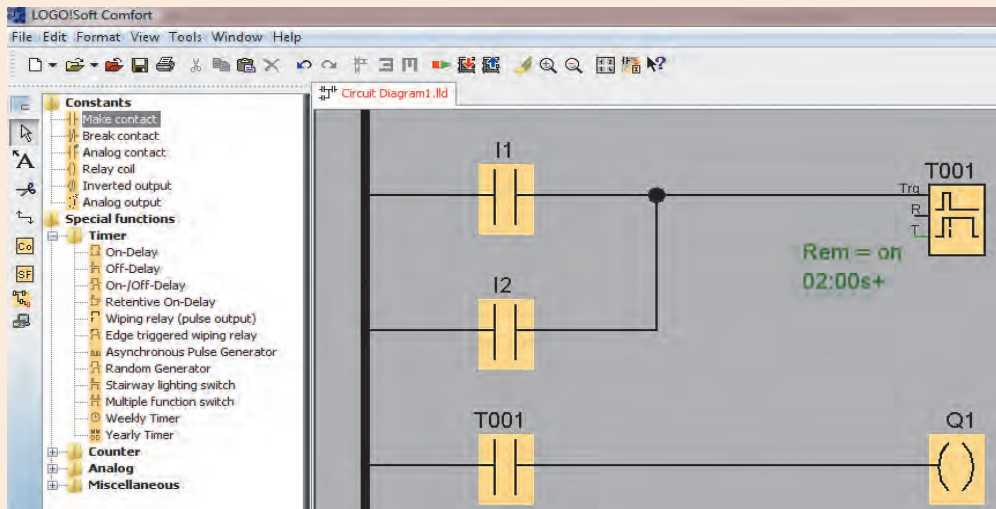 LOGO!Soft Comfort
File Edit Format View Tools Window Help
Constants
Make contact
Break contact
Analog contact
Relay coil
Inverted output
Analog output
Special functions
Timer
On-Delay
Off-Delay
On-/Off-Delay
Retentive On-Delay
Wiping relay (pulse output)
Edge triggered wiping relay
Asynchronous Pulse Generator
Random Generator
Stairway lighting switch
Multiple function switch
Weekly Timer
Yearly Timer
Counter
Analog
Miscellaneous
A
Co
SF
Circuit Diagram1.lld
I1
T001
Trg
R
T
Rem = on
02:00s+
I2
T001
Q1